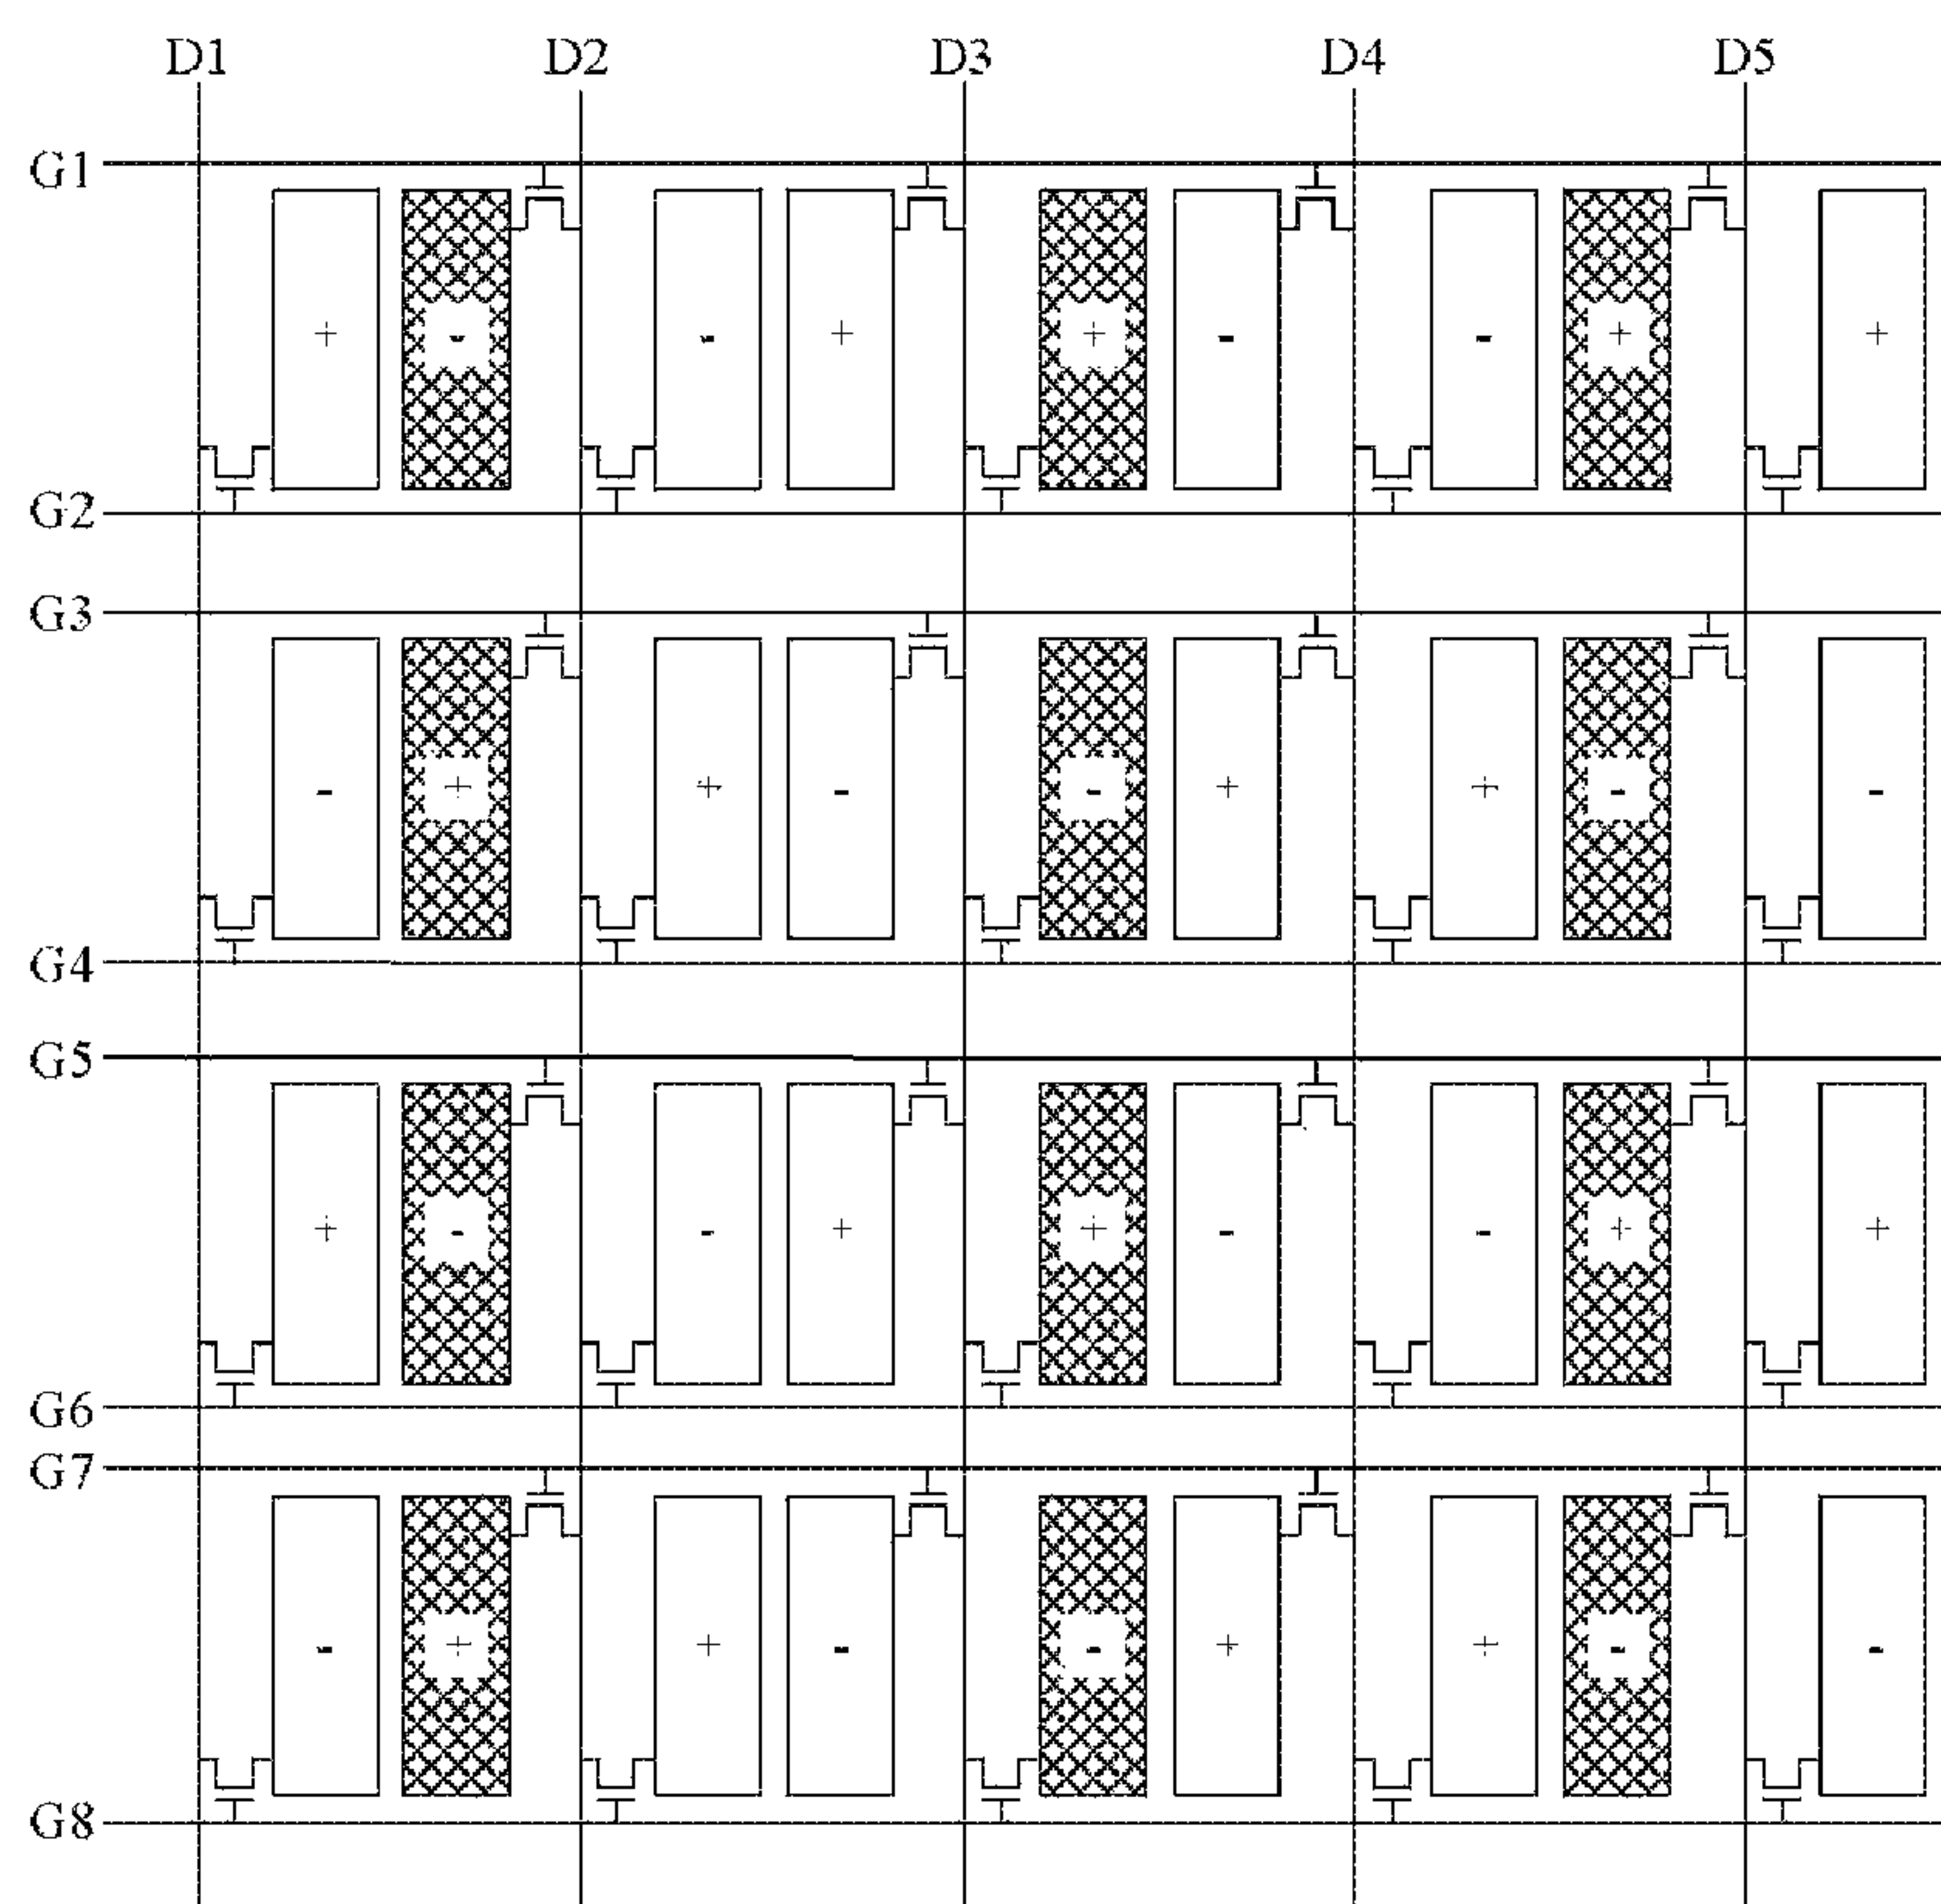 D1 D2 D3 D4 D5
G1
+ - - + + - - + +
G2
G3
- + + - - + + - -
G4
G5
+ - - + + - - + +
G6
G7
- + + - - + + - -
G8